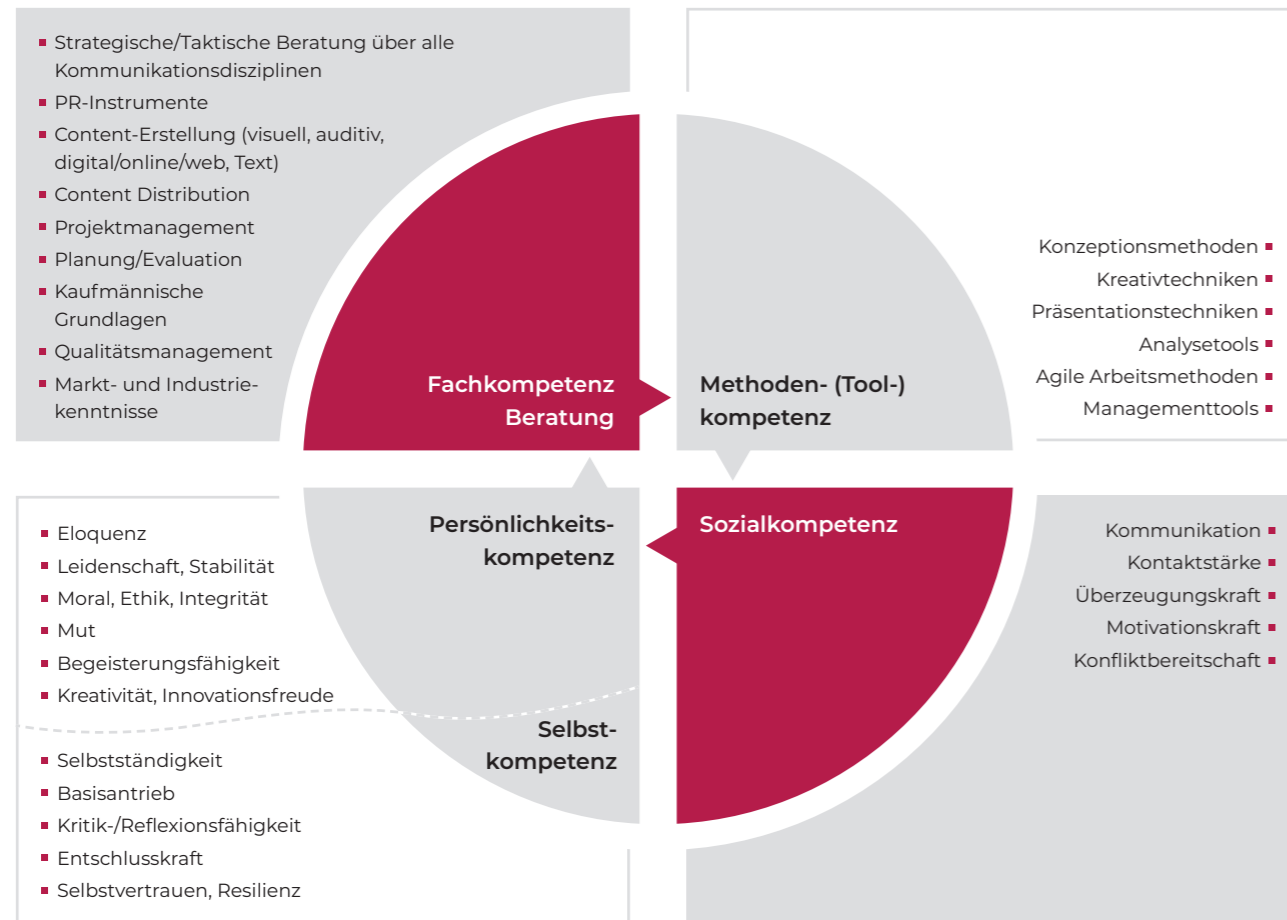 Strategische/Taktische Beratung über alle
Kommunikationsdisziplinen
PR-Instrumente
Content-Erstellung (visuell, auditiv,
digital/online/web, Text)
Content Distribution
Projektmanagement
Planung/Evaluation
Kaufmännische
Grundlagen
Qualitätsmanagement
Markt- und Industrie-
kenntnisse
Fachkompetenz
Beratung
Methoden- (Tool-)
kompetenz
Konzeptionsmethoden
Kreativtechniken
Präsentationstechniken
Analysetools
Agile Arbeitsmethoden
Managementtools
Eloquenz
Leidenschaft, Stabilität
Moral, Ethik, Integrität
Mut
Begeisterungsfähigkeit
Kreativität, Innovationsfreude
Persönlichkeits-
kompetenz
Selbstständigkeit
Basisantrieb
Kritik-/Reflexionsfähigkeit
Entschlusskraft
Selbstvertrauen, Resilienz
Selbst-
kompetenz
Sozialkompetenz
Kommunikation
Kontaktstärke
Überzeugungskraft
Motivationskraft
Konfliktbereitschaft